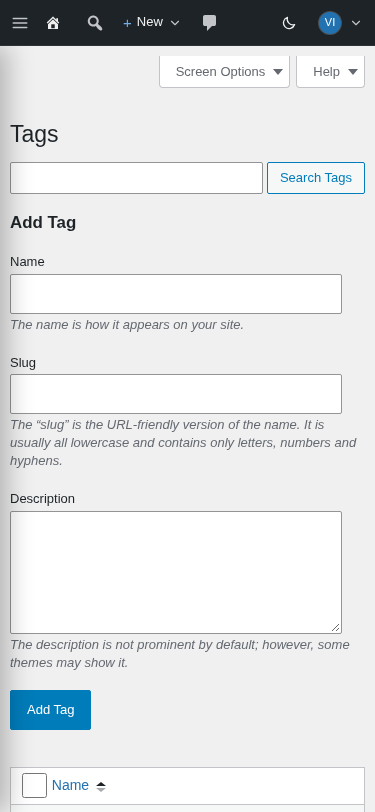 + New
VI
Screen Options
Help
Tags
Search Tags
Add Tag
Name
The name is how it appears on your site.
Slug
The “slug” is the URL-friendly version of the name. It is
usually all lowercase and contains only letters, numbers and
hyphens.
Description
The description is not prominent by default; however, some
themes may show it.
Add Tag
Name